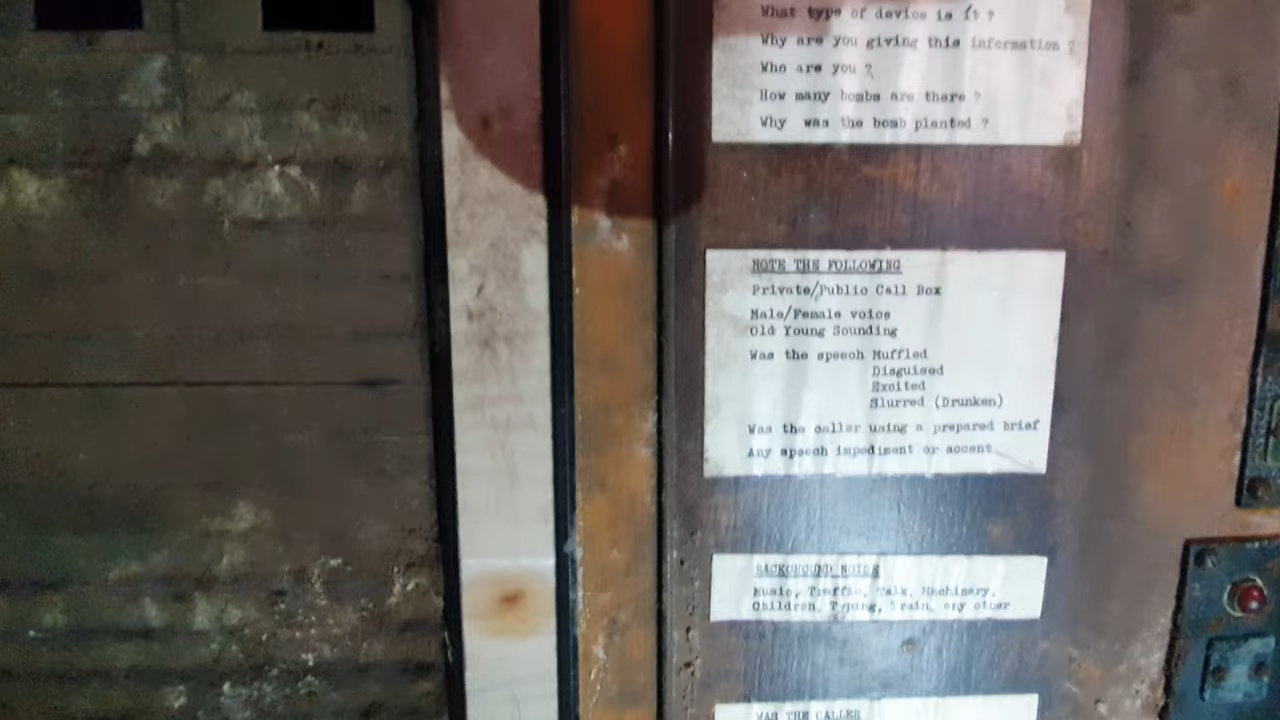 What type of device is it ?
Why are you giving this information ?
Who are you ?
How many bombs are there ?
Why was the bomb planted ?
NOTE THE FOLLOWING
Private/Public Call Box
Male/Female voice
Old Young Sounding
Was the speech Muffled
Disguised
Excited
Slurred (Drunken)
Was the caller using a prepared brief
Any speech impediment or accent
BACKGROUND NOISE
Music, Traffic, Talk, Machinery,
Children, Typing, Train, any other
WAS THE CALLER